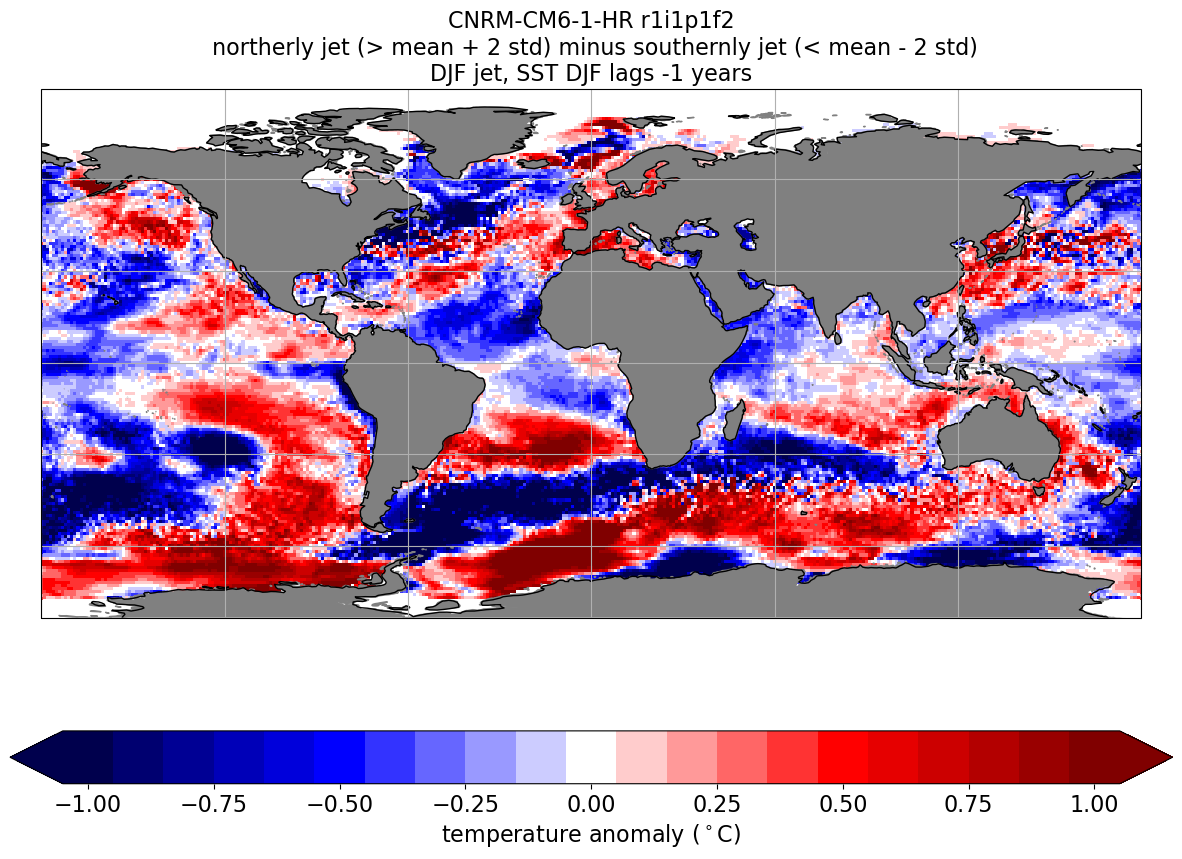 CNRM-CM6-1-HR r1i1p1f2
northerly jet (> mean + 2 std) minus southernly jet (< mean - 2 std)
DJF jet, SST DJF lags -1 years
−1.00 −0.75 −0.50 −0.25 0.00 0.25 0.50 0.75 1.00
temperature anomaly (°C)